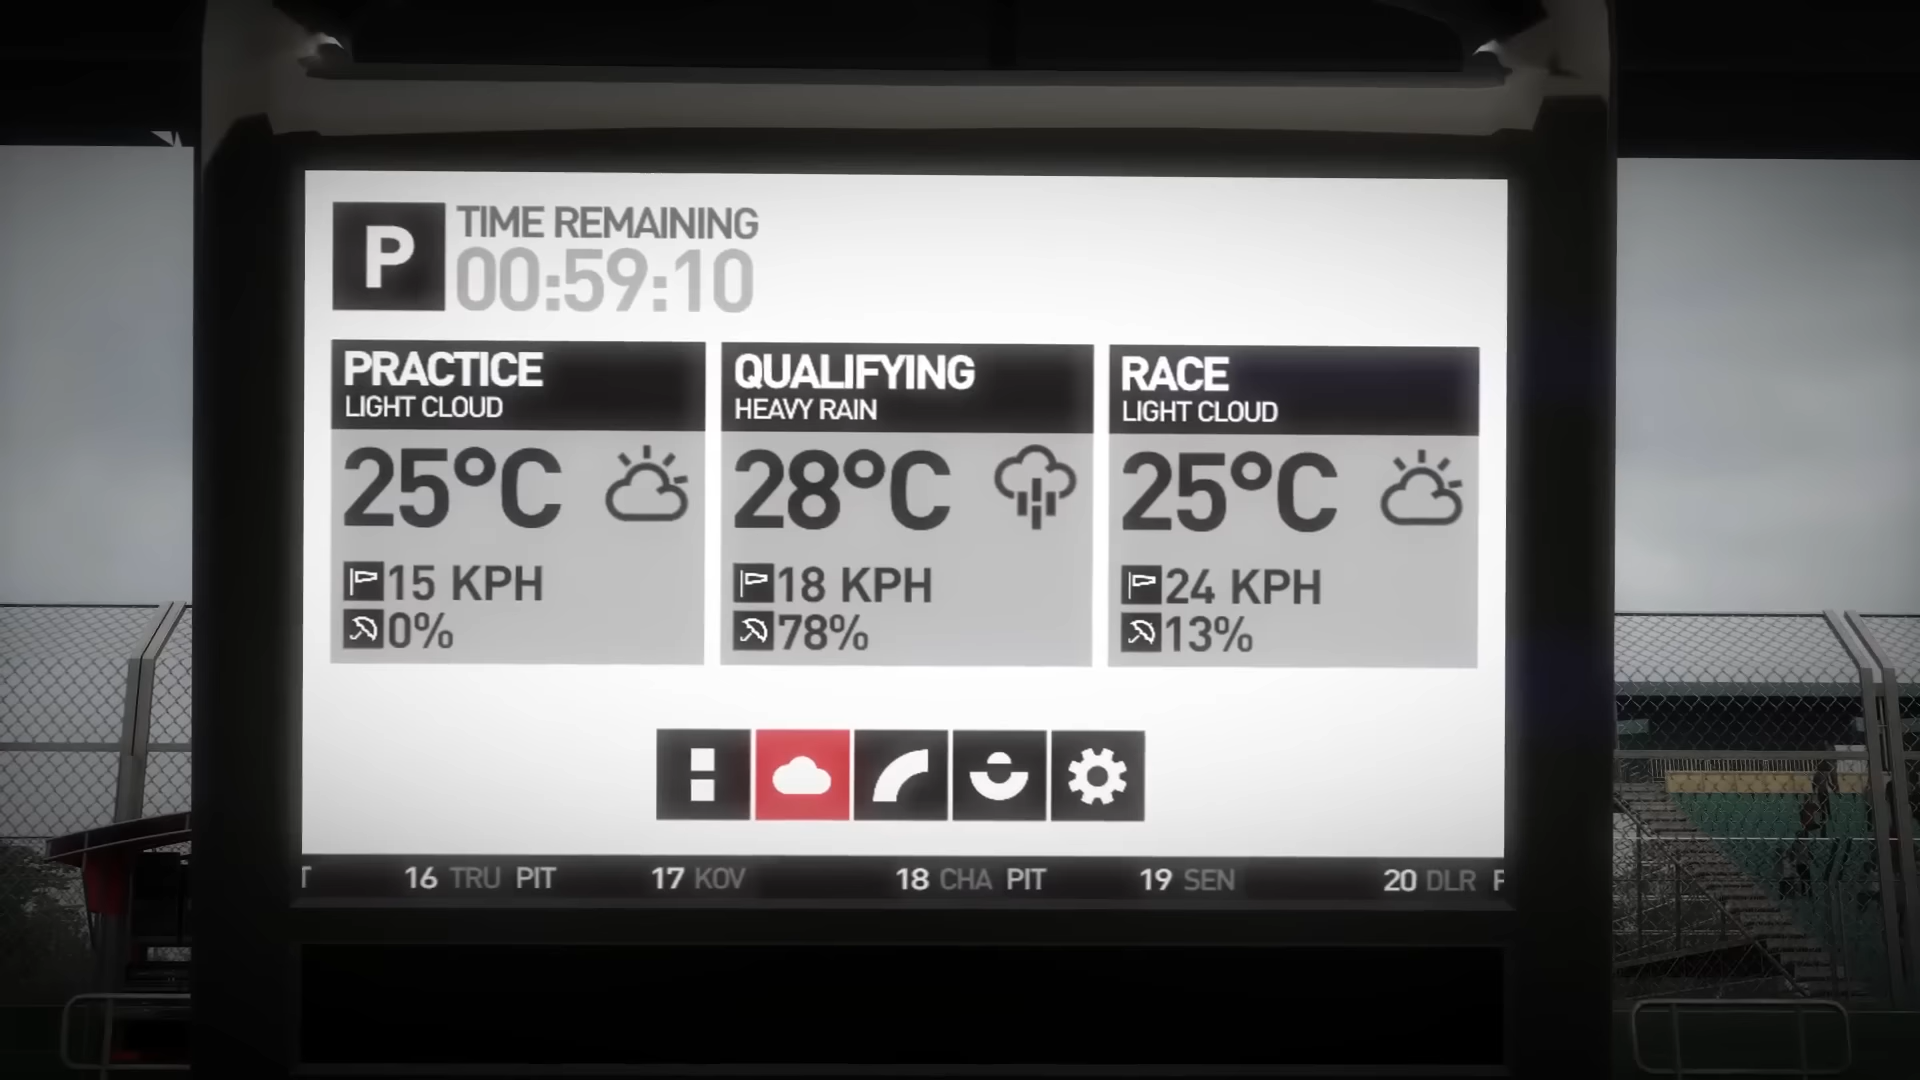 P
TIME REMAINING
00:59:10
PRACTICE
LIGHT CLOUD
25°C
15 KPH
0%
QUALIFYING
HEAVY RAIN
28°C
18 KPH
78%
RACE
LIGHT CLOUD
25°C
24 KPH
13%
16 TRU PIT 17 KOV 18 CHA PIT 19 SEN 20 DLR